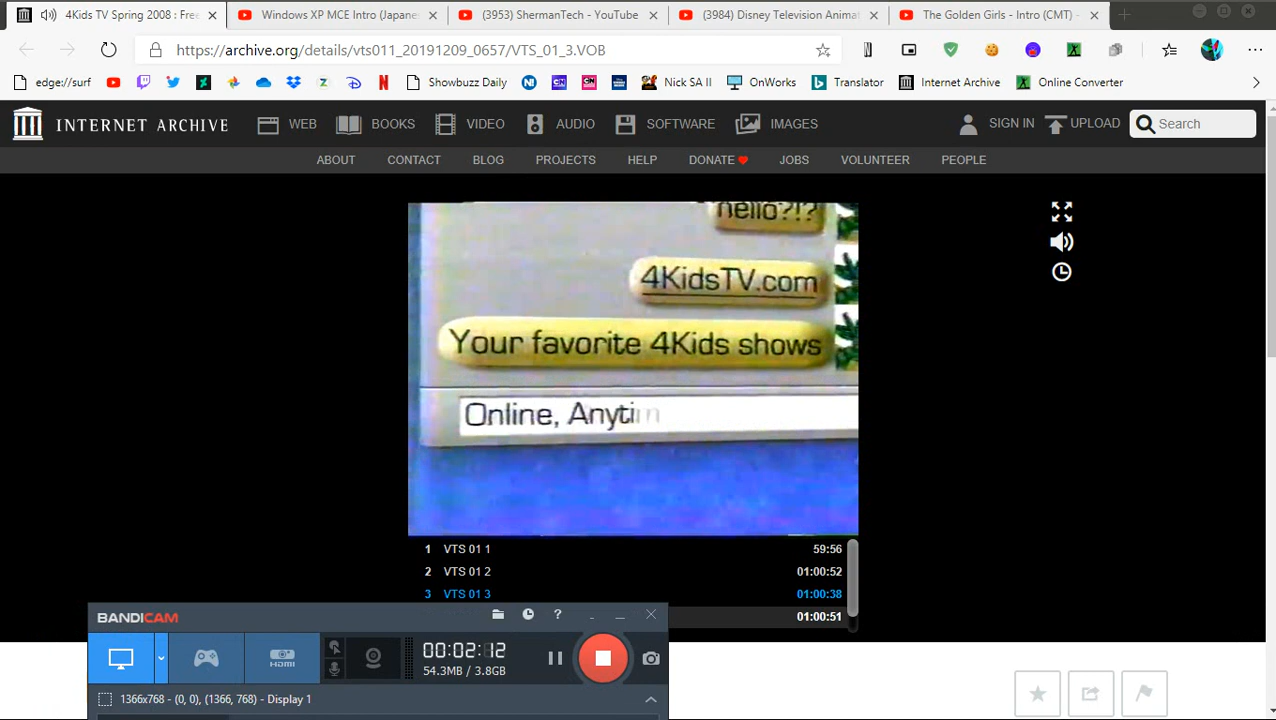 4Kids TV Spring 2008 : Free
Windows XP MCE Intro (Japane
(3953) ShermanTech - YouTube
(3984) Disney Television Animat
The Golden Girls - Intro (CMT) -
https://archive.org/details/vts011_20191209_0657/VTS_01_3.VOB
edge://surf
Showbuzz Daily
Nick SA II
OnWorks
Translator
Internet Archive
Online Converter
INTERNET ARCHIVE
WEB
BOOKS
VIDEO
AUDIO
SOFTWARE
IMAGES
SIGN IN
UPLOAD
Search
ABOUT
CONTACT
BLOG
PROJECTS
HELP
DONATE
JOBS
VOLUNTEER
PEOPLE
hello?!?
4KidsTV.com
Your favorite 4Kids shows
Online, Anytim
1 VTS 01 1 59:56
2 VTS 01 2 01:00:52
3 VTS 01 3 01:00:38
01:00:51
BANDICAM
?
HDMI
00:02:12
54.3MB / 3.8GB
1366x768 - (0, 0), (1366, 768) - Display 1